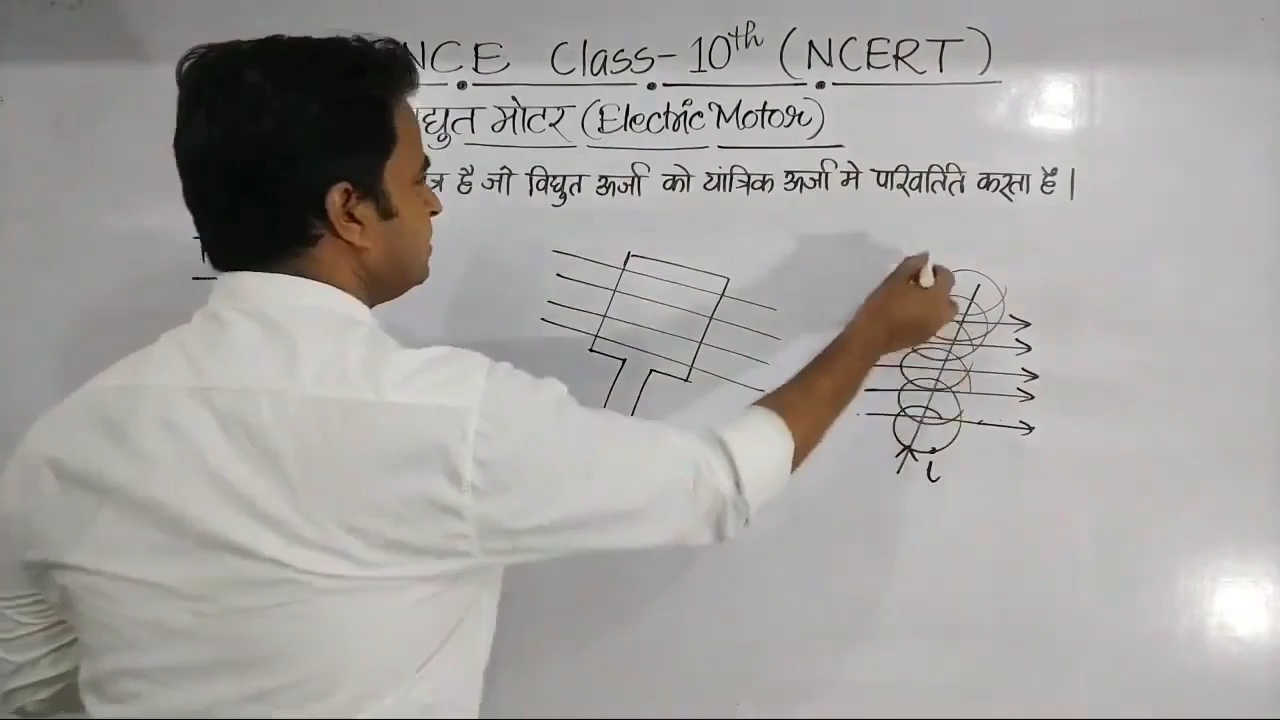 NCE Class-10th (NCERT)
द्युत मोटर (Electric Motor)
त्र है जो विद्युत ऊर्जा को यांत्रिक ऊर्जा मे परिवर्तित करता है।
i